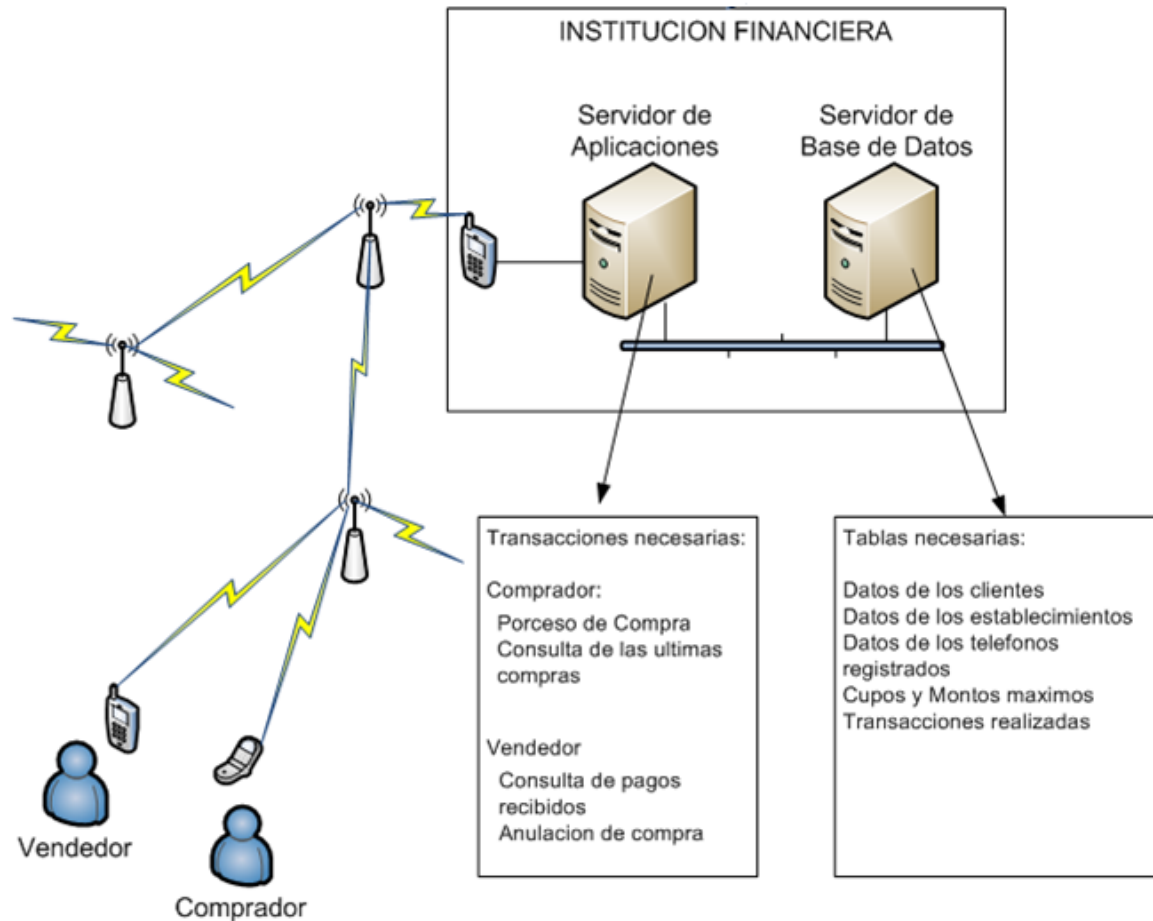 INSTITUCION FINANCIERA
Servidor de
Aplicaciones
Servidor de
Base de Datos
Transacciones necesarias:
Comprador:
Porceso de Compra
Consulta de las ultimas
compras
Vendedor
Consulta de pagos
recibidos
Anulacion de compra
Tablas necesarias:
Datos de los clientes
Datos de los establecimientos
Datos de los telefonos
registrados
Cupos y Montos maximos
Transacciones realizadas
Vendedor
Comprador